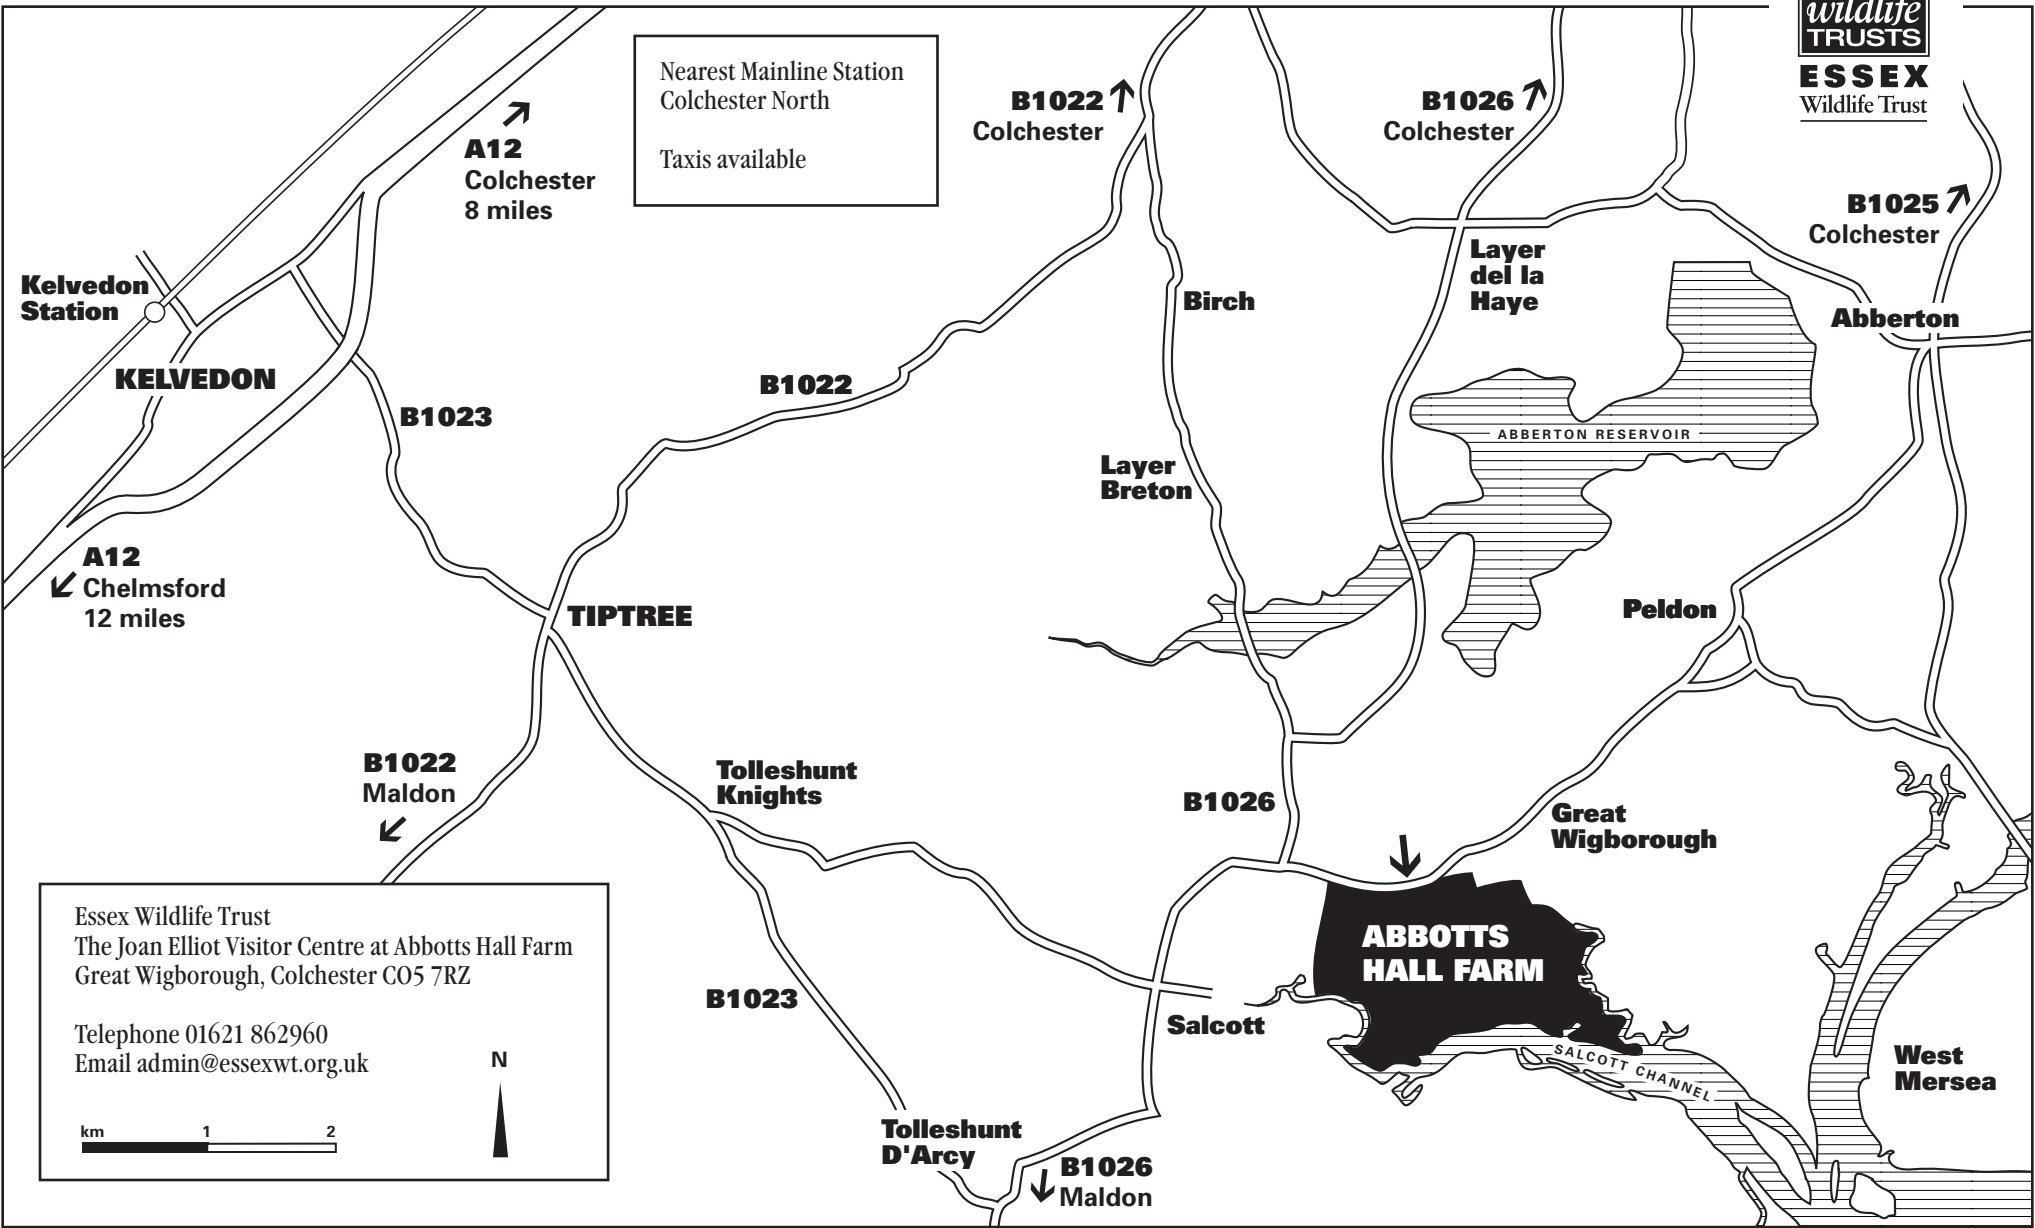 wildlife
TRUSTS
ESSEX
Wildlife Trust
Nearest Mainline Station
Colchester North
Taxis available
B1022
Colchester
B1026
Colchester
A12
Colchester
8 miles
B1025
Colchester
Kelvedon
Station
Layer
del la
Haye
Birch
Abberton
KELVEDON
B1022
B1023
ABBERTON RESERVOIR
Layer
Breton
A12
Chelmsford
12 miles
TIPTREE
Peldon
B1022
Maldon
Tolleshunt
Knights
B1026
Great
Wigborough
ABBOTTS
HALL FARM
Essex Wildlife Trust
The Joan Elliot Visitor Centre at Abbotts Hall Farm
Great Wigborough, Colchester CO5 7RZ
Telephone 01621 862960
Email admin@essexwt.org.uk
N
km 1 2
B1023
Salcott
SALCOTT CHANNEL
West
Mersea
Tolleshunt
D'Arcy
B1026
Maldon